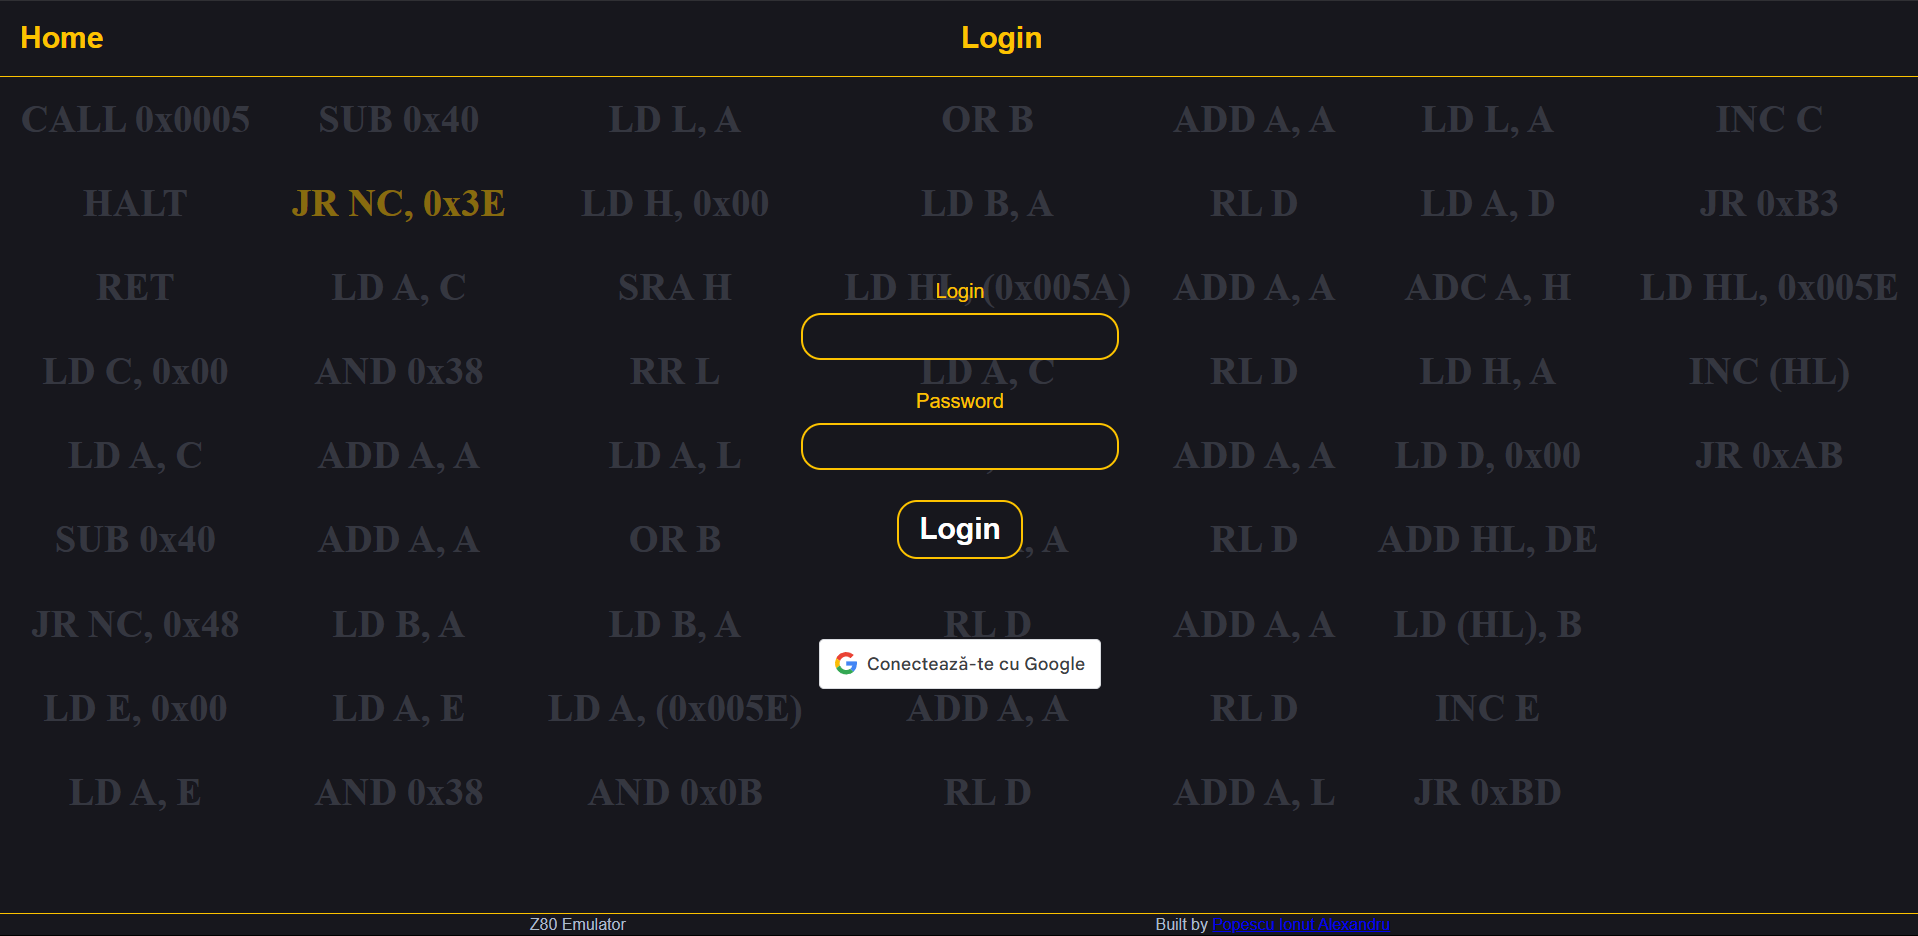 Home Login
CALL 0x0005 SUB 0x40 LD L, A OR B ADD A, A LD L, A INC C
HALT JR NC, 0x3E LD H, 0x00 LD B, A RL D LD A, D JR 0xB3
RET LD A, C SRA H LD HL, (0x005A) ADD A, A ADC A, H LD HL, 0x005E
Login
LD C, 0x00 AND 0x38 RR L LD A, C RL D LD H, A INC (HL)
Password
LD A, C ADD A, A LD A, L ADD A, A LD D, 0x00 JR 0xAB
Login
SUB 0x40 ADD A, A OR B , A RL D ADD HL, DE
JR NC, 0x48 LD B, A LD B, A RL D ADD A, A LD (HL), B
Conectează-te cu Google
LD E, 0x00 LD A, E LD A, (0x005E) ADD A, A RL D INC E
LD A, E AND 0x38 AND 0x0B RL D ADD A, L JR 0xBD
Z80 Emulator Built by Popescu Ionut Alexandru